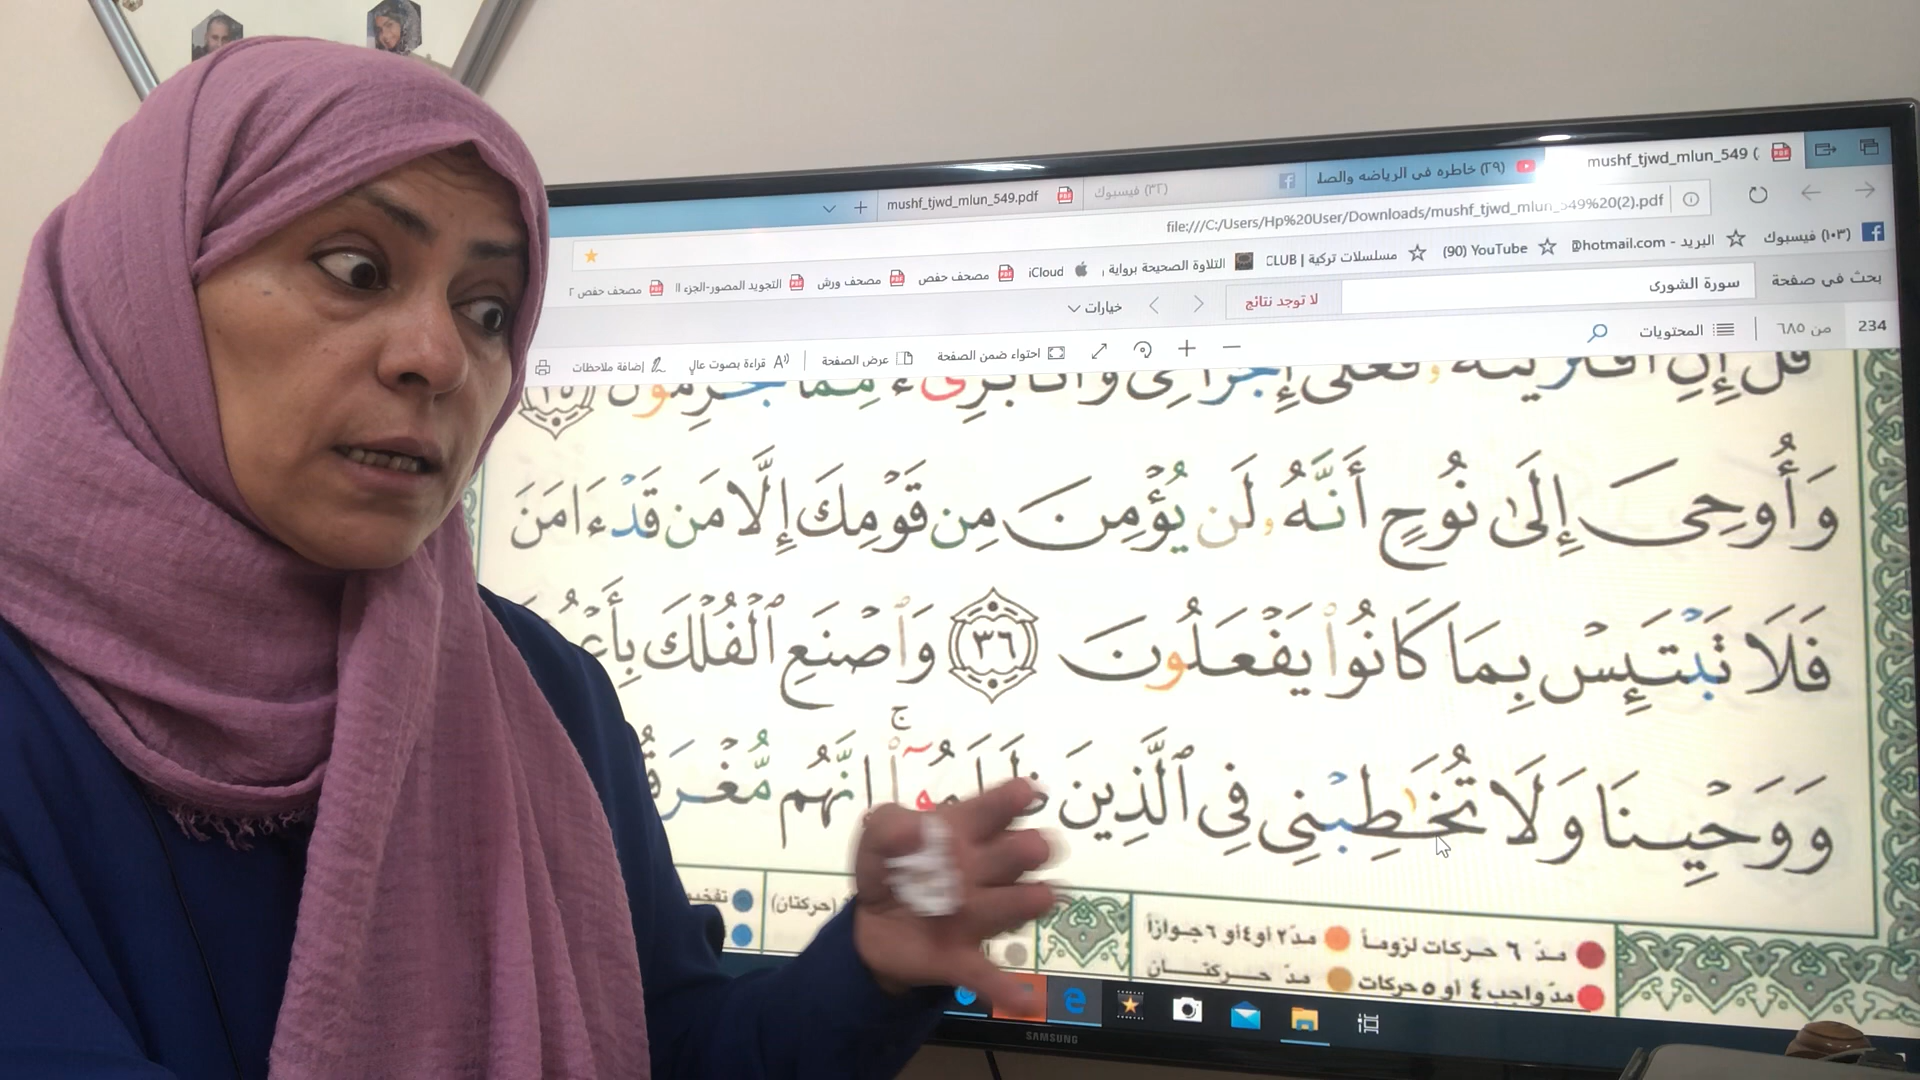 mushf_tjwd_mlun_549 (
(٢٩) خاطره في الرياضه والصلا
(٣٢) فيسبوك
mushf_tjwd_mlun_549.pdf
file:///C:/Users/Hp%20User/Downloads/mushf_tjwd_mlun_549%20(2).pdf
(١٠٣) فيسبوك
البريد - hotmail.com
(90) YouTube
مسلسلات تركية | CLUB
التلاوة الصحيحة برواية
iCloud
مصحف حفص
مصحف ورش
التجويد المصور-الجزء اا
مصحف حفص ٢
بحث في صفحة
سورة الشورى
لا توجد نتائج
خيارات
234
من ٦٨٥
المحتويات
احتواء ضمن الصفحة
عرض الصفحة
قراءة بصوت عالٍ
إضافة ملاحظات
قُلْ إِنِ افْتَرَيْتُهُ فَعَلَىَّ إِجْرَامِى وَأَنَا۠ بَرِىٓءٌ مِّمَّا تُجْرِمُونَ
وَأُوحِىَ إِلَىٰ نُوحٍ أَنَّهُۥ لَن يُؤْمِنَ مِن قَوْمِكَ إِلَّا مَن قَدْ ءَامَنَ
فَلَا تَبْتَئِسْ بِمَا كَانُوا۟ يَفْعَلُونَ ٣٦ وَٱصْنَعِ ٱلْفُلْكَ
وَوَحْيِنَا وَلَا تُخَٰطِبْنِى فِى ٱلَّذِينَ ظَلَمُوٓا۟ ۚ إِنَّهُم
مدّ ٦ حركات لزوماً
مدّ ٢ أو ٤ أو ٦ جوازاً
(حركتان)
مدّ واجب ٤ أو ٥ حركات
مدّ حركتان
SAMSUNG